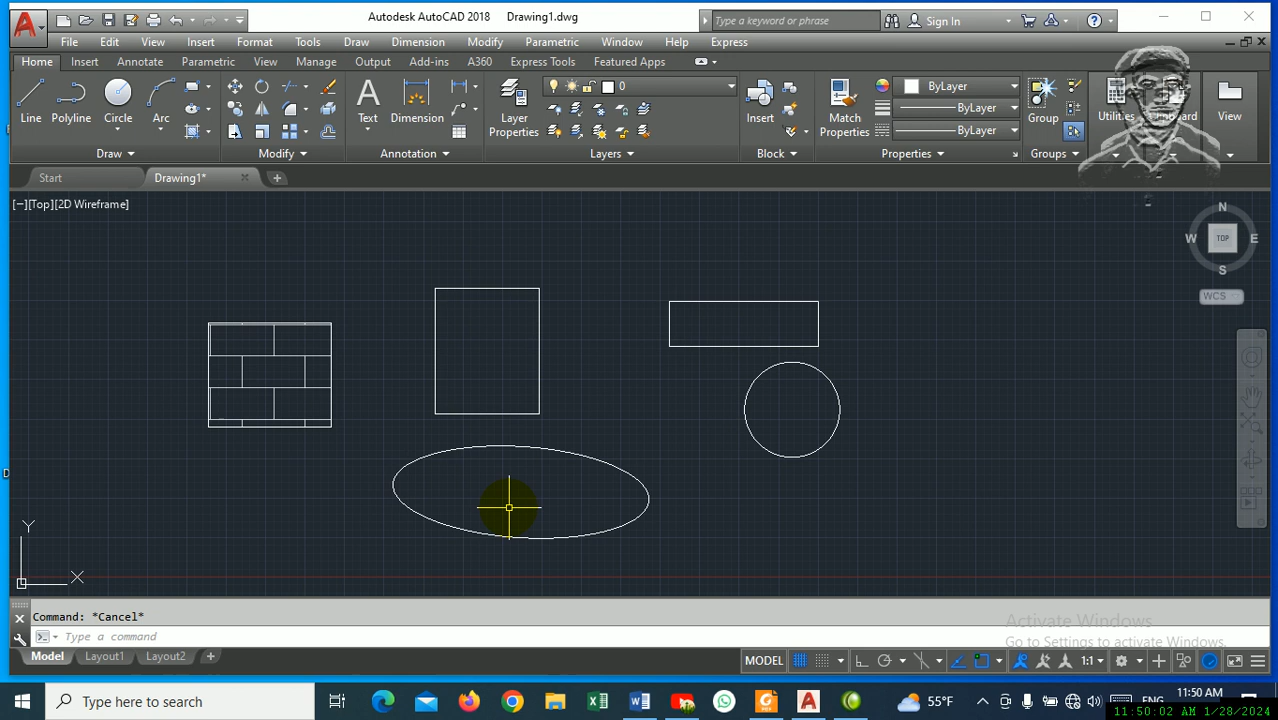 Autodesk AutoCAD 2018 Drawing1.dwg
Type a keyword or phrase
Sign In
File Edit View Insert Format Tools Draw Dimension Modify Parametric Window Help Express
Home Insert Annotate Parametric View Manage Output Add-ins A360 Express Tools Featured Apps
0
ByLayer
ByLayer
ByLayer
Line Polyline Circle Arc
Text Dimension
Layer Properties
Insert
Match Properties
Group
Utilities
Clipboard
View
Draw Modify Annotation Layers Block Properties Groups
Start Drawing1*
[−][Top][2D Wireframe]
N
W TOP E
S
WCS
Y
X
Command: *Cancel*
Type a command
Activate Windows
Go to Settings to activate Windows.
Model Layout1 Layout2
MODEL 1:1
Type here to search
55°F
ENG
11:50 AM
11:50:02 AM 1/28/2024